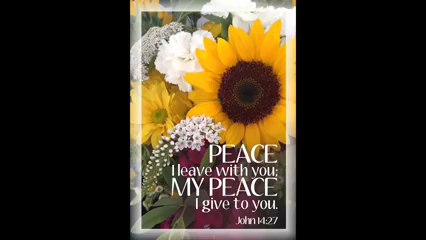 PEACE
I leave with you;
MY PEACE
I give to you.
John 14:27